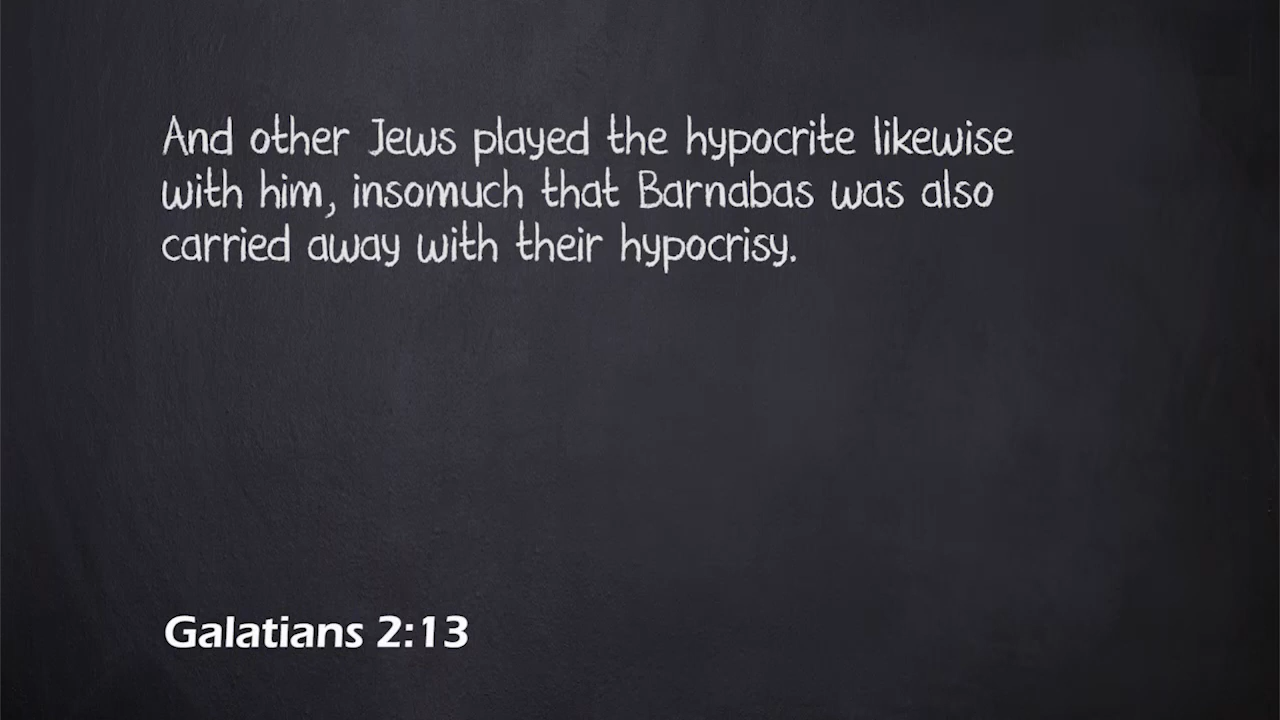 And other Jews played the hypocrite likewise
with him, insomuch that Barnabas was also
carried away with their hypocrisy.
Galatians 2:13